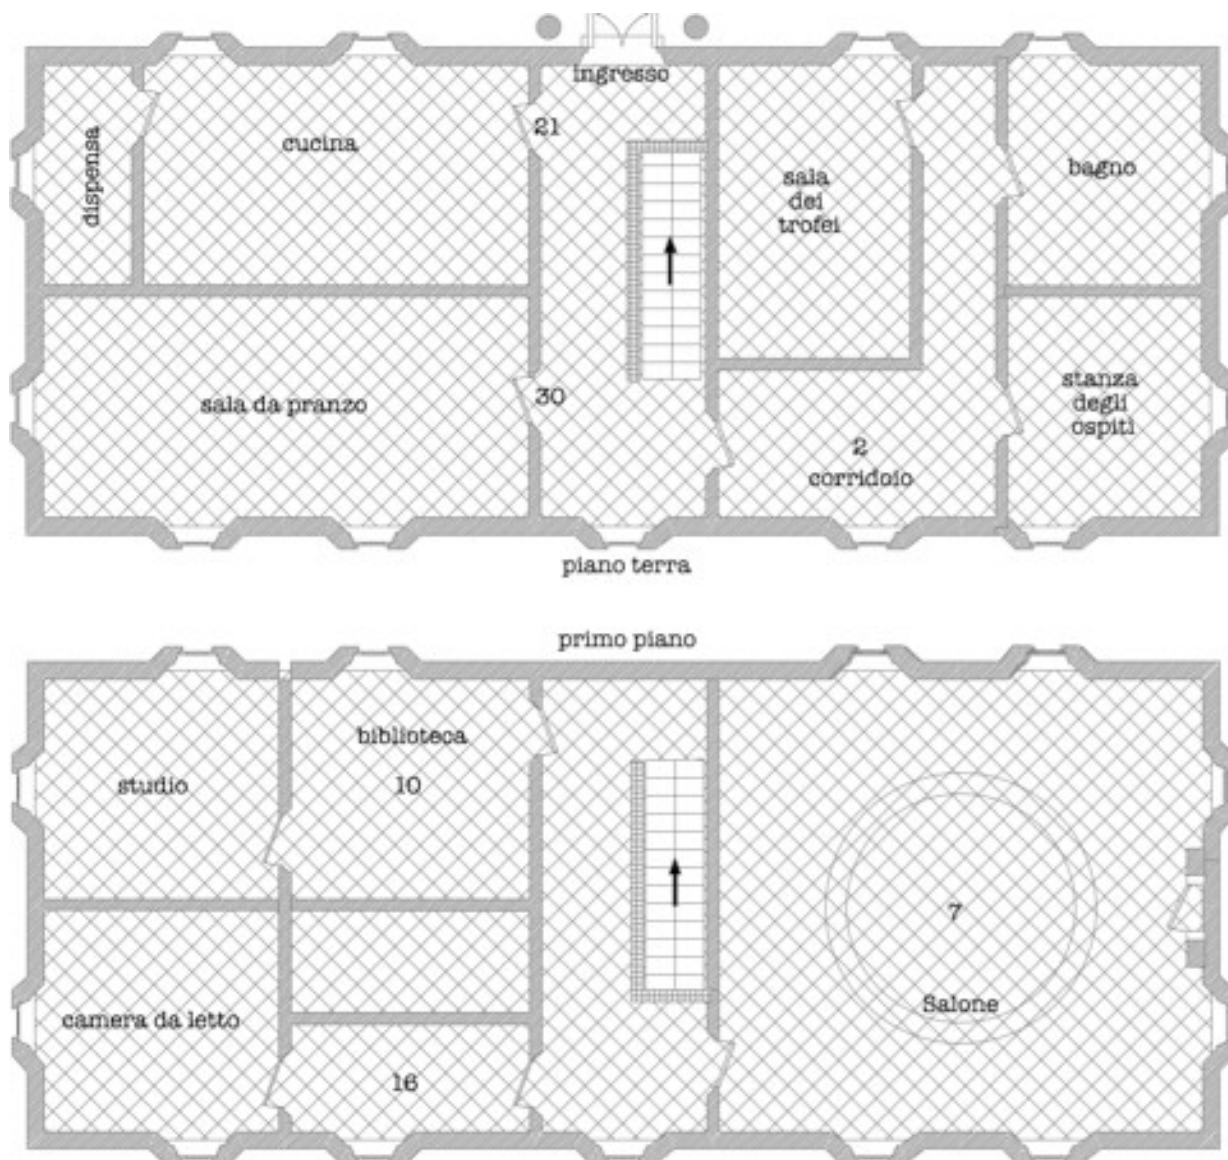 ingresso
21
cucina
dispensa
sala
dei
trofei
bagno
sala da pranzo
30
stanza
degli
ospiti
2
corridoio
piano terra
primo piano
biblioteca
studio
10
7
Salone
camera da letto
16